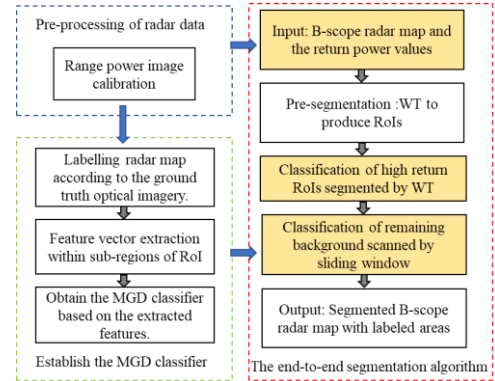 Pre-processing of radar data
Range power image
calibration
Labelling radar map
according to the ground
truth optical imagery.
Feature vector extraction
within sub-regions of RoI
Obtain the MGD classifier
based on the extracted
features.
Establish the MGD classifier
Input: B-scope radar map and
the return power values
Pre-segmentation :WT to
produce RoIs
Classification of high return
RoIs segmented by WT
Classification of remaining
background scanned by
sliding window
Output: Segmented B-scope
radar map with labeled areas
The end-to-end segmentation algorithm